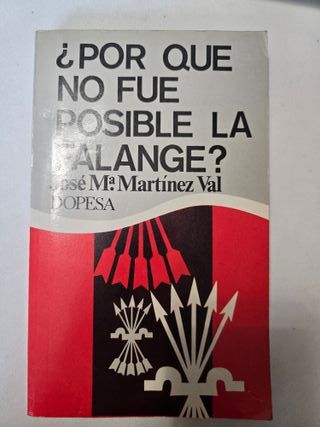 ¿POR QUE
NO FUE
POSIBLE LA
FALANGE?
José Mª Martínez Val
DOPESA